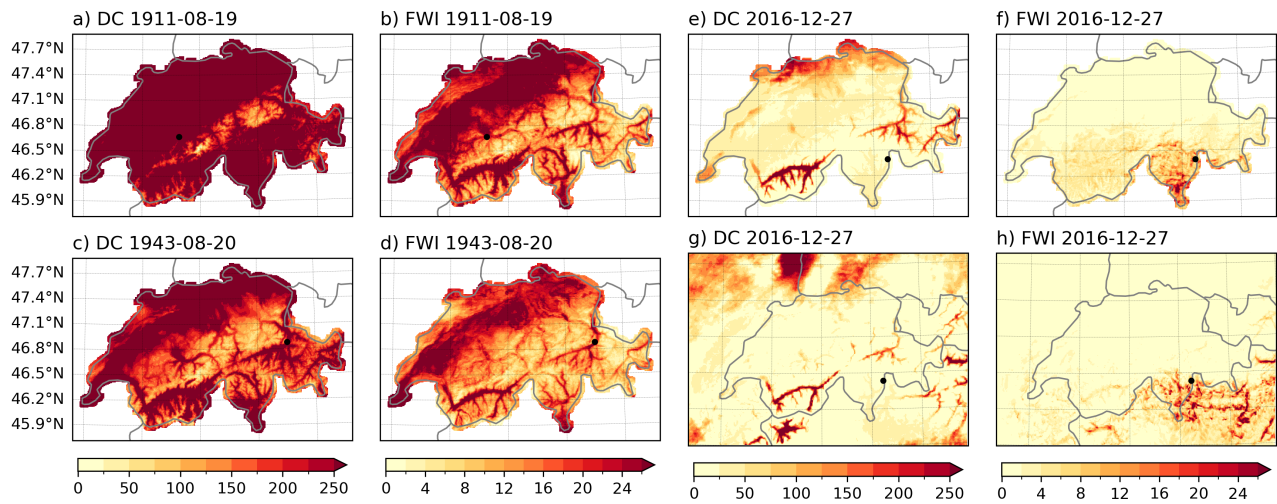 a) DC 1911-08-19
b) FWI 1911-08-19
e) DC 2016-12-27
f) FWI 2016-12-27
47.7°N
47.4°N
47.1°N
46.8°N
46.5°N
46.2°N
45.9°N
c) DC 1943-08-20
d) FWI 1943-08-20
g) DC 2016-12-27
h) FWI 2016-12-27
47.7°N
47.4°N
47.1°N
46.8°N
46.5°N
46.2°N
45.9°N
0 50 100 150 200 250
0 4 8 12 16 20 24
0 50 100 150 200 250
0 4 8 12 16 20 24